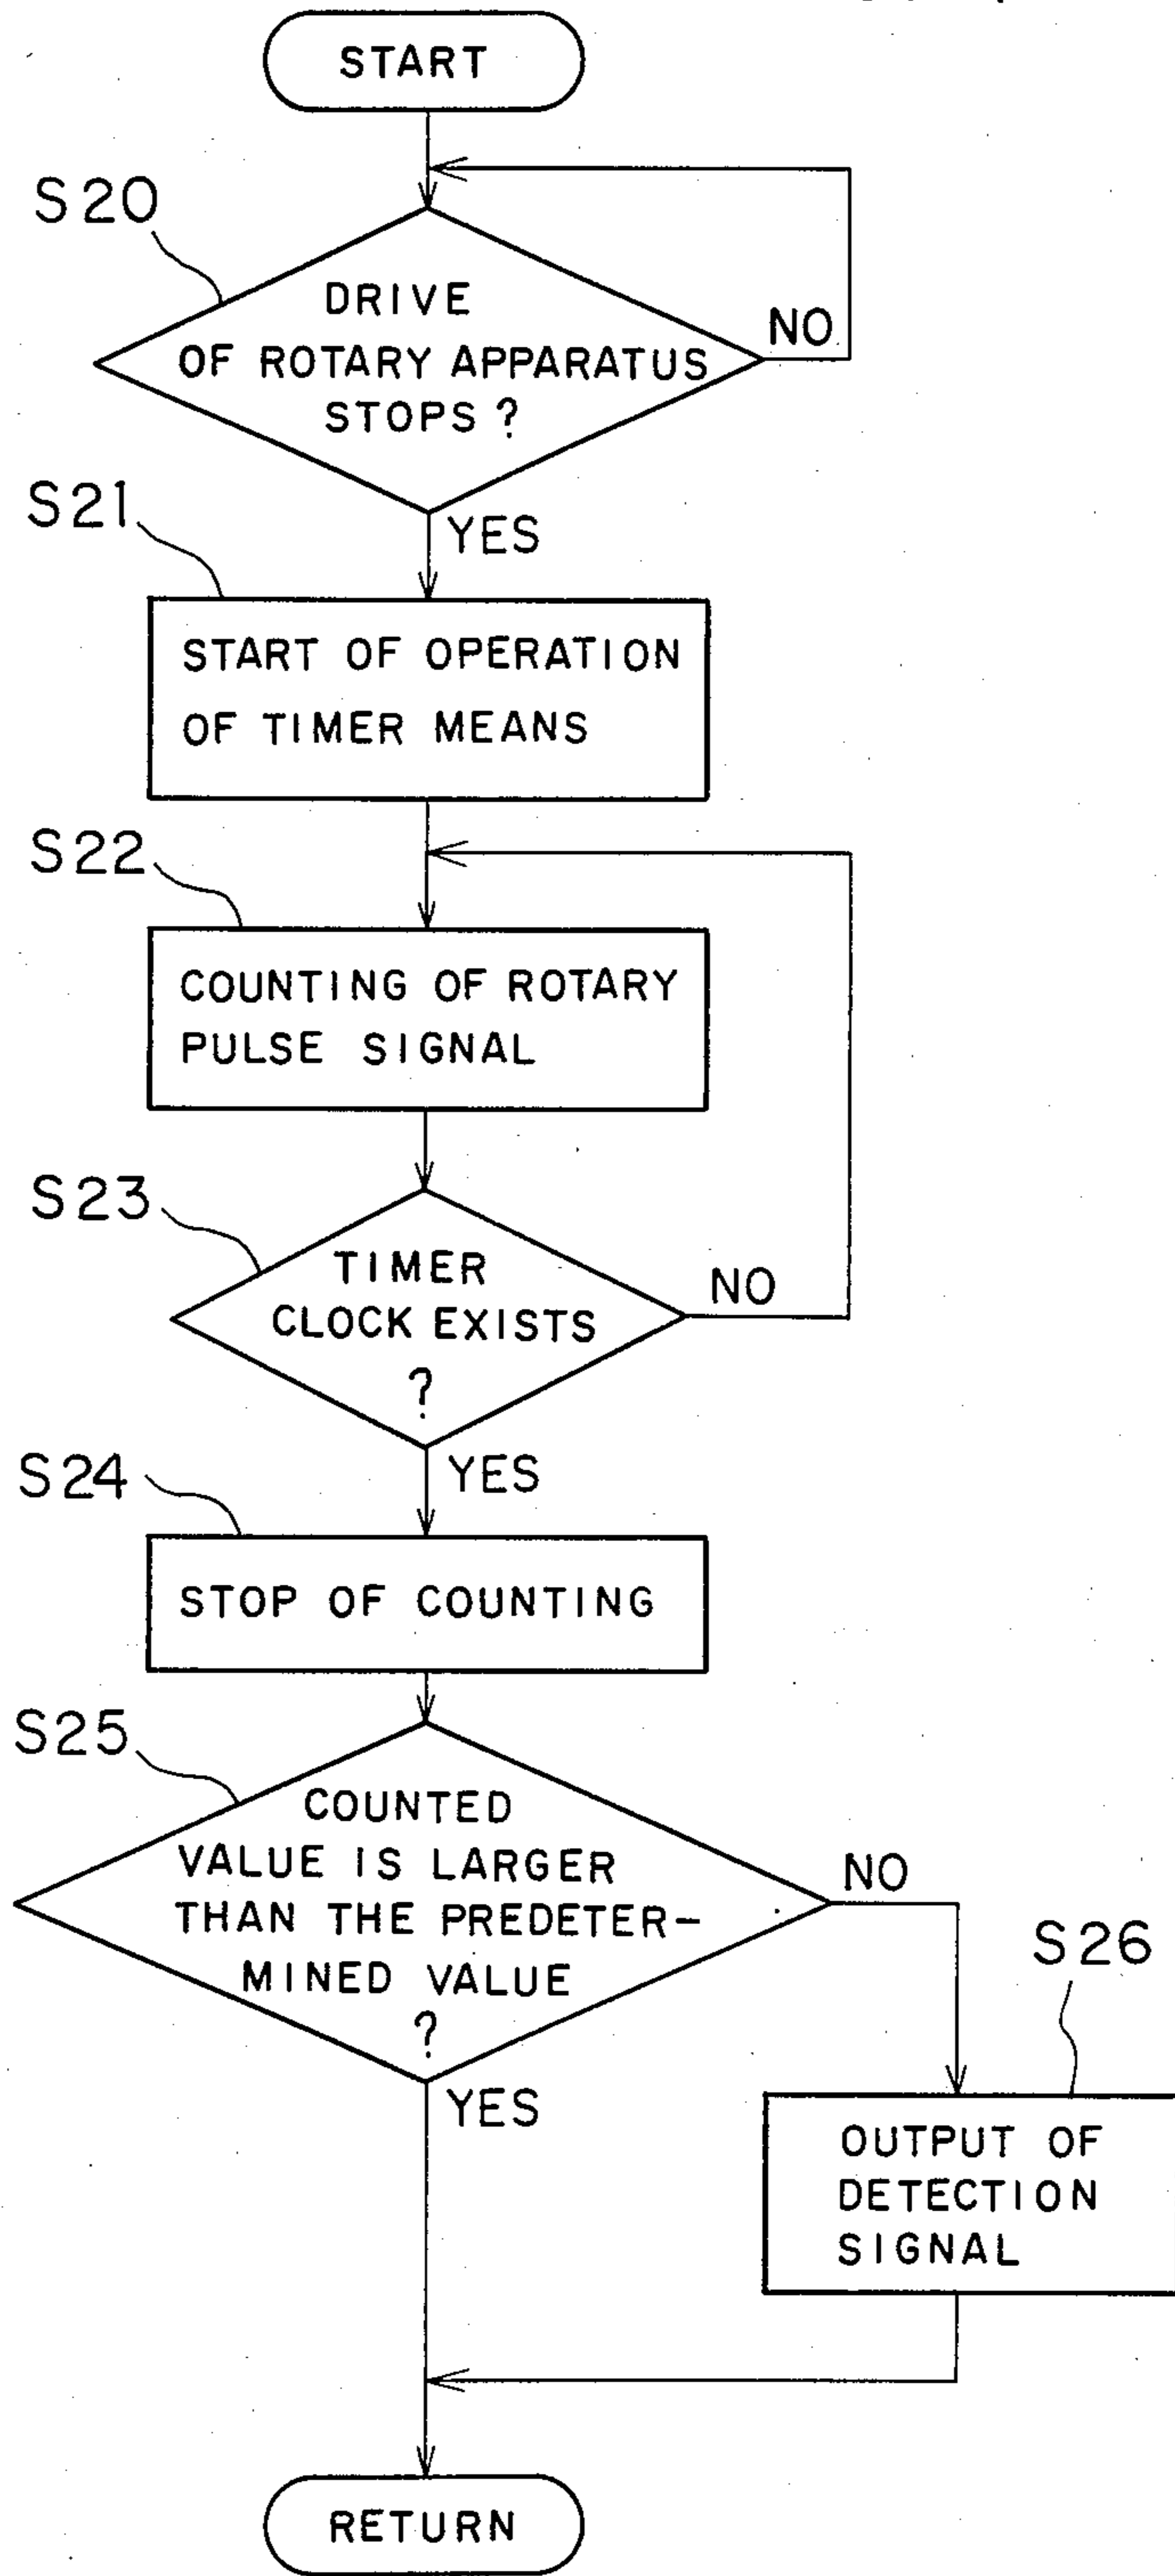 START
S20
DRIVE
OF ROTARY APPARATUS
STOPS ?
NO
YES
S21
START OF OPERATION
OF TIMER MEANS
S22
COUNTING OF ROTARY
PULSE SIGNAL
S23
TIMER
CLOCK EXISTS
?
NO
YES
S24
STOP OF COUNTING
S25
COUNTED
VALUE IS LARGER
THAN THE PREDETER-
MINED VALUE
?
NO
YES
S26
OUTPUT OF
DETECTION
SIGNAL
RETURN